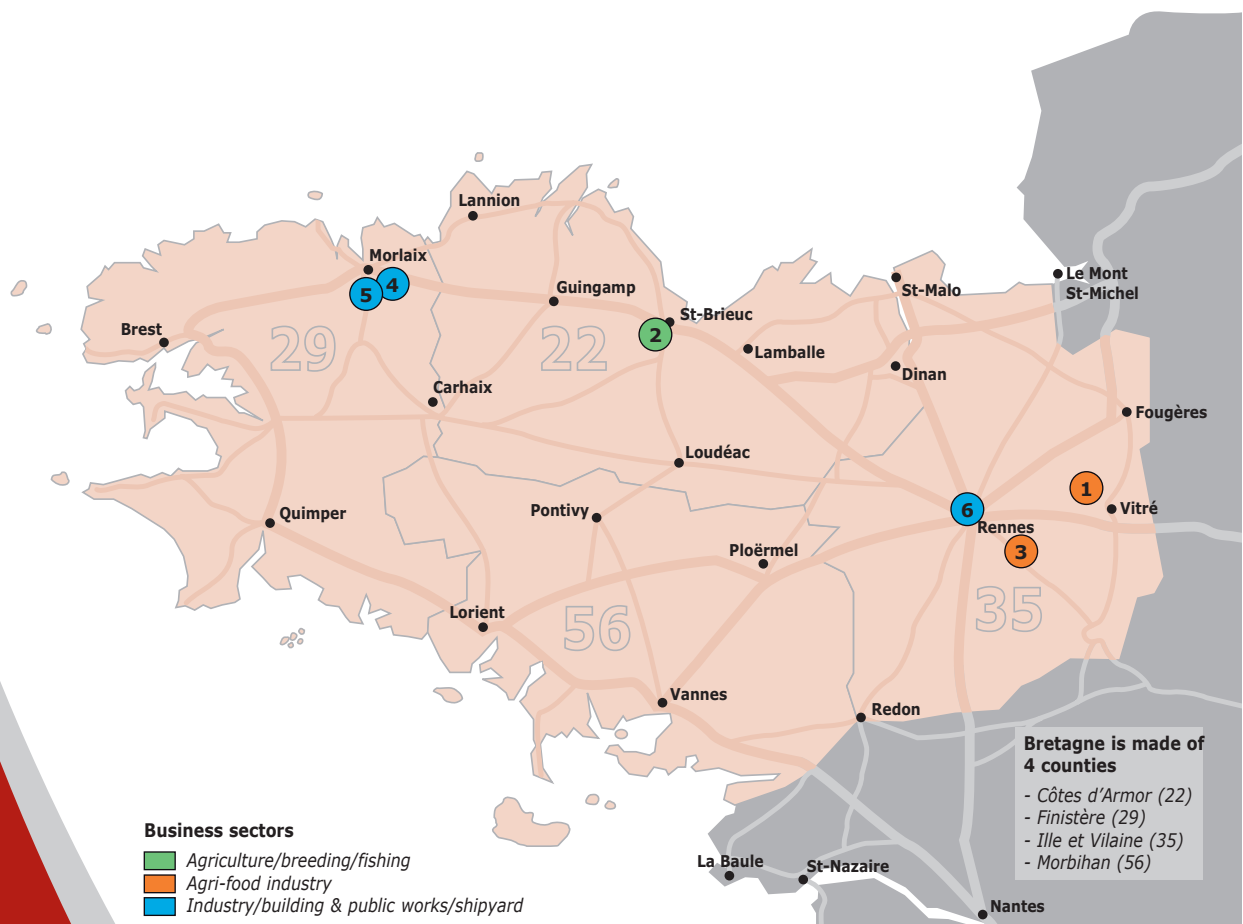 Lannion
Morlaix
5
4
Guingamp
St-Brieuc
2
Brest
29
22
Lamballe
St-Malo
Le Mont
St-Michel
Dinan
Carhaix
Fougères
Loudéac
1
Quimper
Pontivy
6
Vitré
Rennes
Ploërmel
3
Lorient
56
35
Vannes
Redon
Bretagne is made of
4 counties
- Côtes d'Armor (22)
- Finistère (29)
- Ille et Vilaine (35)
- Morbihan (56)
Business sectors
Agriculture/breeding/fishing
Agri-food industry
Industry/building & public works/shipyard
La Baule
St-Nazaire
Nantes